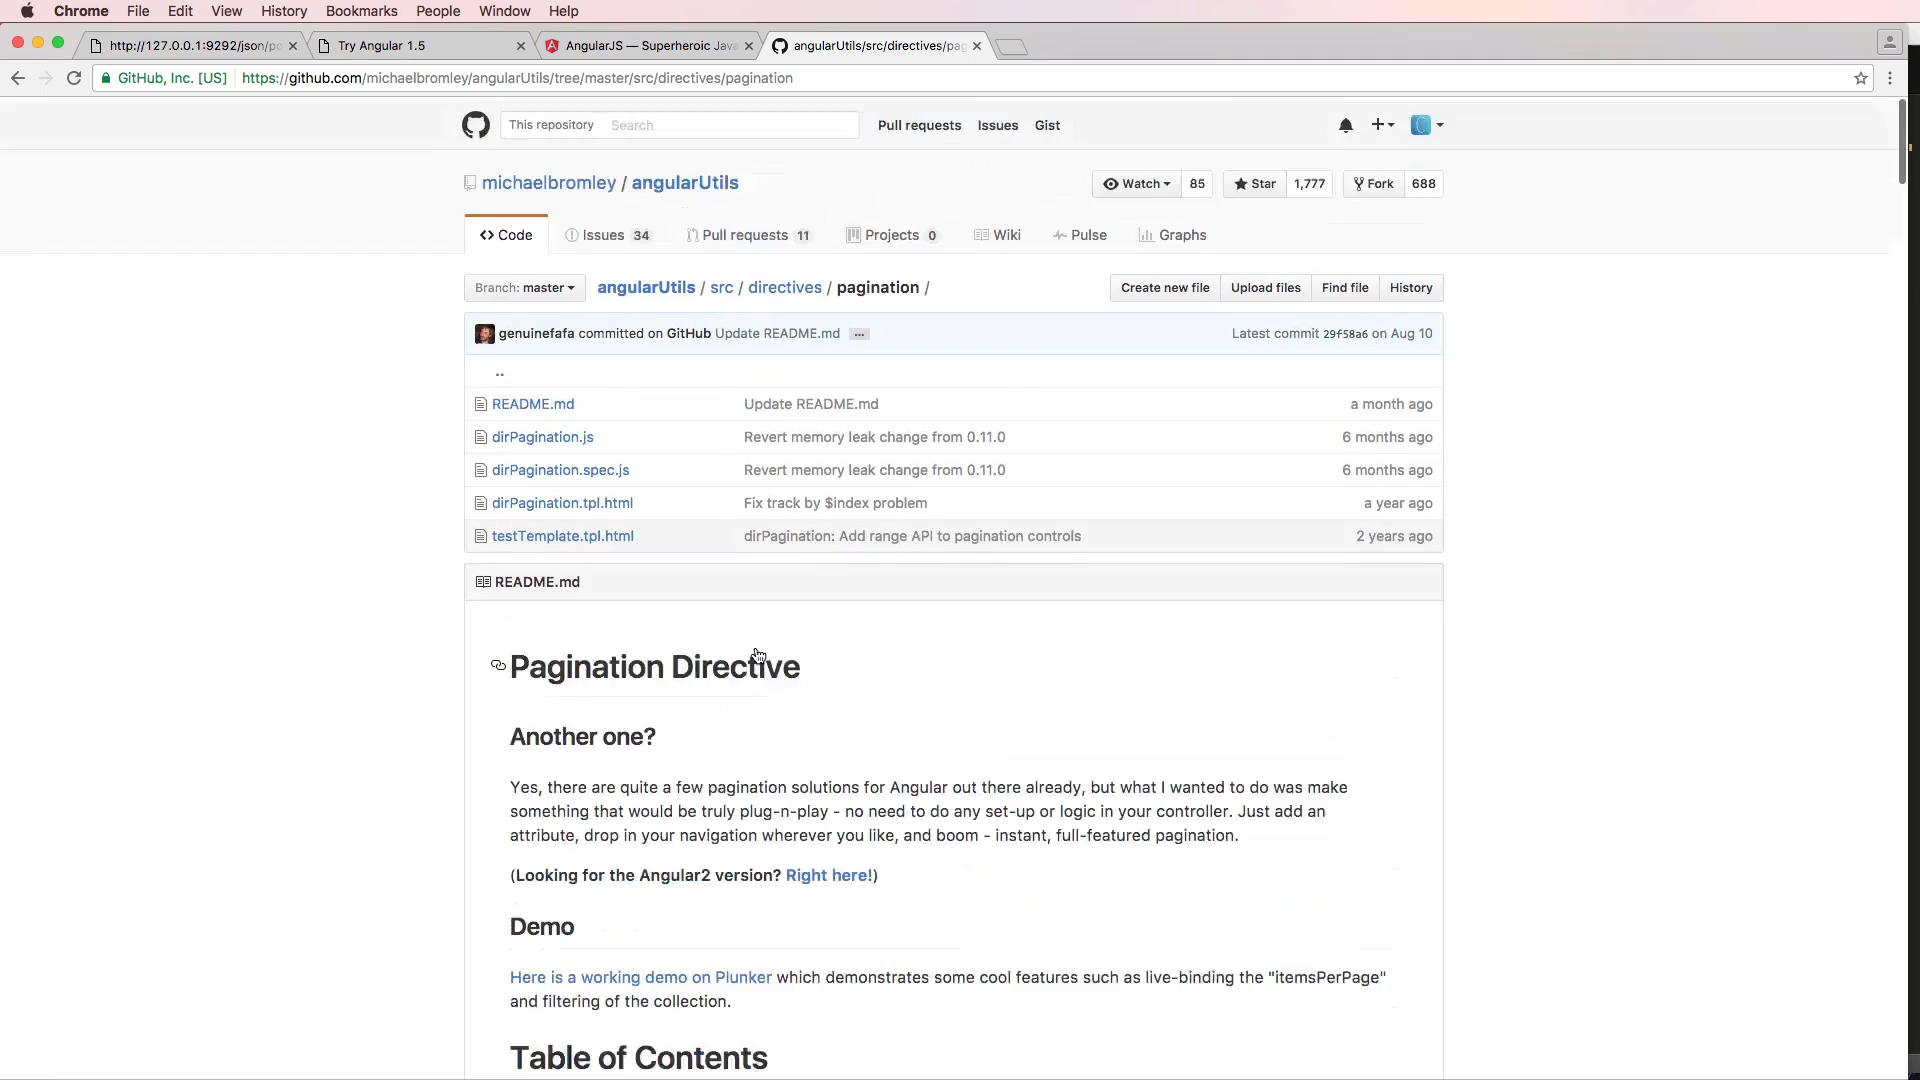 Chrome File Edit View History Bookmarks People Window Help
http://127.0.0.1:9292/json/po Try Angular 1.5 AngularJS — Superheroic Java angularUtils/src/directives/pag
GitHub, Inc. [US] https://github.com/michaelbromley/angularUtils/tree/master/src/directives/pagination
This repository Search Pull requests Issues Gist
michaelbromley / angularUtils Watch 85 Star 1,777 Fork 688
Code Issues 34 Pull requests 11 Projects 0 Wiki Pulse Graphs
Branch: master angularUtils / src / directives / pagination / Create new file Upload files Find file History
genuinefafa committed on GitHub Update README.md … Latest commit 29f58a6 on Aug 10
..
README.md Update README.md a month ago
dirPagination.js Revert memory leak change from 0.11.0 6 months ago
dirPagination.spec.js Revert memory leak change from 0.11.0 6 months ago
dirPagination.tpl.html Fix track by $index problem a year ago
testTemplate.tpl.html dirPagination: Add range API to pagination controls 2 years ago
README.md
Pagination Directive
Another one?
Yes, there are quite a few pagination solutions for Angular out there already, but what I wanted to do was make
something that would be truly plug-n-play - no need to do any set-up or logic in your controller. Just add an
attribute, drop in your navigation wherever you like, and boom - instant, full-featured pagination.
(Looking for the Angular2 version? Right here!)
Demo
Here is a working demo on Plunker which demonstrates some cool features such as live-binding the "itemsPerPage"
and filtering of the collection.
Table of Contents